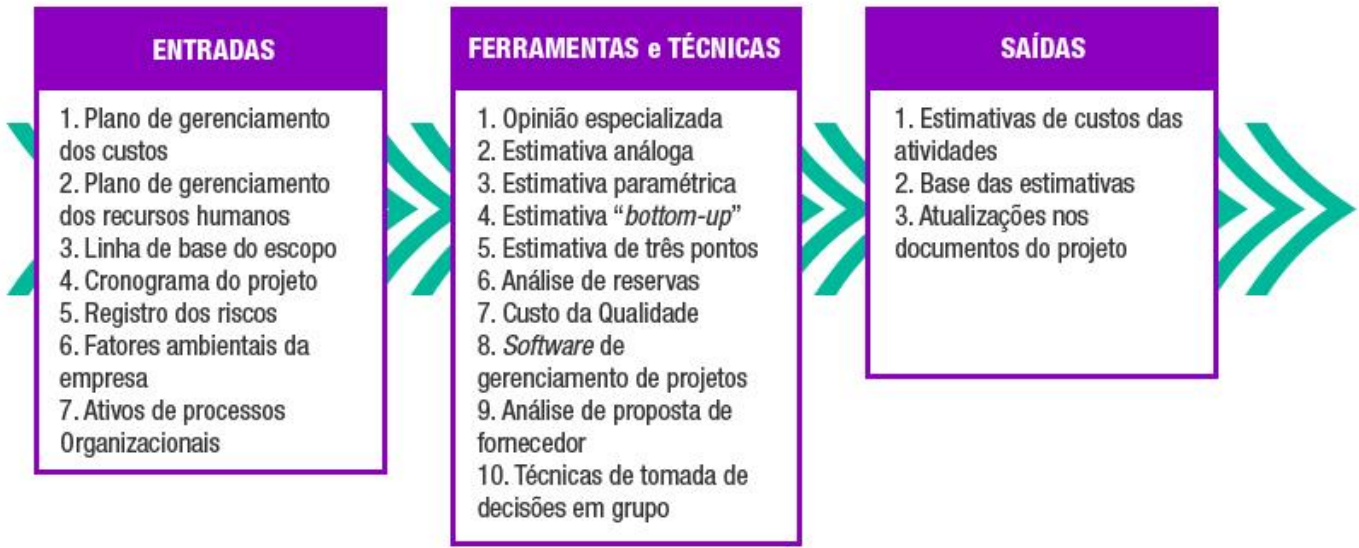 ENTRADAS
1. Plano de gerenciamento
dos custos
2. Plano de gerenciamento
dos recursos humanos
3. Linha de base do escopo
4. Cronograma do projeto
5. Registro dos riscos
6. Fatores ambientais da
empresa
7. Ativos de processos
Organizacionais
FERRAMENTAS e TÉCNICAS
1. Opinião especializada
2. Estimativa análoga
3. Estimativa paramétrica
4. Estimativa “bottom-up”
5. Estimativa de três pontos
6. Análise de reservas
7. Custo da Qualidade
8. Software de
gerenciamento de projetos
9. Análise de proposta de
fornecedor
10. Técnicas de tomada de
decisões em grupo
SAÍDAS
1. Estimativas de custos das
atividades
2. Base das estimativas
3. Atualizações nos
documentos do projeto